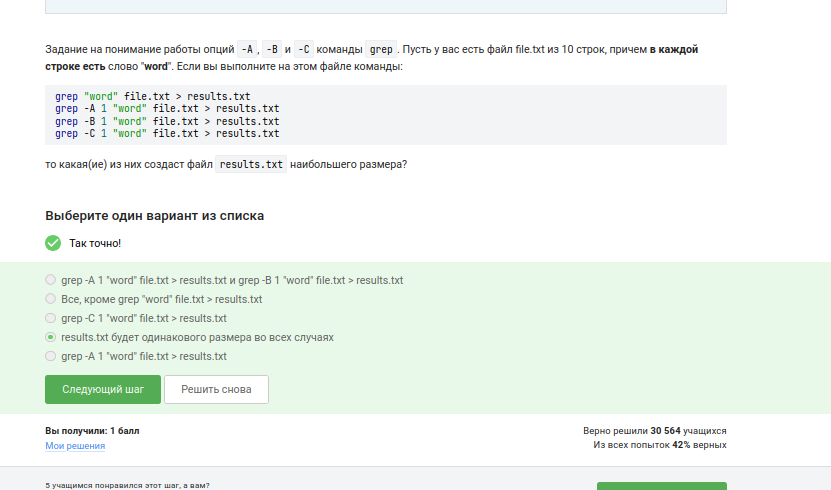 Задание на понимание работы опций -A , -B и -C команды grep . Пусть у вас есть файл file.txt из 10 строк, причем в каждой
строке есть слово "word". Если вы выполните на этом файле команды:
grep "word" file.txt > results.txt
grep -A 1 "word" file.txt > results.txt
grep -B 1 "word" file.txt > results.txt
grep -C 1 "word" file.txt > results.txt
то какая(ие) из них создаст файл results.txt наибольшего размера?
Выберите один вариант из списка
Так точно!
grep -A 1 "word" file.txt > results.txt и grep -B 1 "word" file.txt > results.txt
Все, кроме grep "word" file.txt > results.txt
grep -C 1 "word" file.txt > results.txt
results.txt будет одинакового размера во всех случаях
grep -A 1 "word" file.txt > results.txt
Следующий шаг Решить снова
Вы получили: 1 балл Верно решили 30 564 учащихся
Мои решения Из всех попыток 42% верных
5 учащимся понравился этот шаг, а вам?